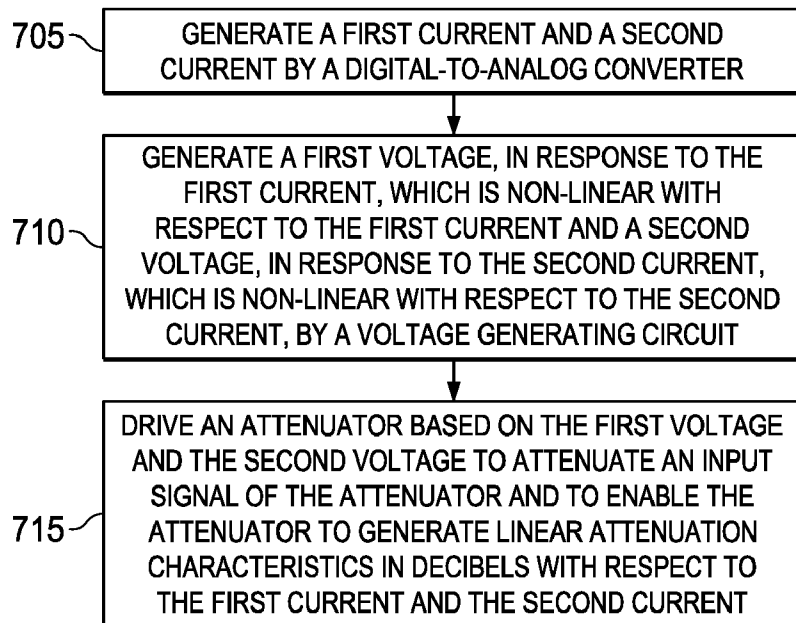 705
GENERATE A FIRST CURRENT AND A SECOND
CURRENT BY A DIGITAL-TO-ANALOG CONVERTER
710
GENERATE A FIRST VOLTAGE, IN RESPONSE TO THE
FIRST CURRENT, WHICH IS NON-LINEAR WITH
RESPECT TO THE FIRST CURRENT AND A SECOND
VOLTAGE, IN RESPONSE TO THE SECOND CURRENT,
WHICH IS NON-LINEAR WITH RESPECT TO THE SECOND
CURRENT, BY A VOLTAGE GENERATING CIRCUIT
715
DRIVE AN ATTENUATOR BASED ON THE FIRST VOLTAGE
AND THE SECOND VOLTAGE TO ATTENUATE AN INPUT
SIGNAL OF THE ATTENUATOR AND TO ENABLE THE
ATTENUATOR TO GENERATE LINEAR ATTENUATION
CHARACTERISTICS IN DECIBELS WITH RESPECT TO
THE FIRST CURRENT AND THE SECOND CURRENT